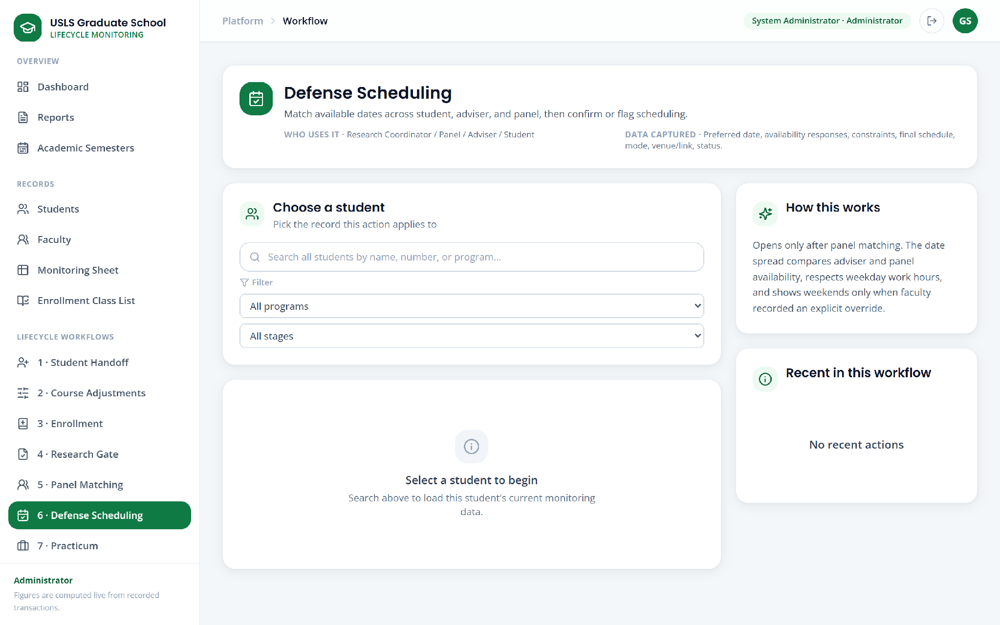 USLS Graduate School
LIFECYCLE MONITORING
OVERVIEW
Dashboard
Reports
Academic Semesters
RECORDS
Students
Faculty
Monitoring Sheet
Enrollment Class List
LIFECYCLE WORKFLOWS
1 · Student Handoff
2 · Course Adjustments
3 · Enrollment
4 · Research Gate
5 · Panel Matching
6 · Defense Scheduling
7 · Practicum
Administrator
Figures are computed live from recorded
transactions.
Platform
Workflow
System Administrator · Administrator
GS
Defense Scheduling
Match available dates across student, adviser, and panel, then confirm or flag scheduling.
WHO USES IT · Research Coordinator / Panel / Adviser / Student
DATA CAPTURED · Preferred date, availability responses, constraints, final schedule,
mode, venue/link, status.
Choose a student
Pick the record this action applies to
Search all students by name, number, or program...
Filter
All programs
All stages
Select a student to begin
Search above to load this student's current monitoring
data.
How this works
Opens only after panel matching. The date
spread compares adviser and panel
availability, respects weekday work hours,
and shows weekends only when faculty
recorded an explicit override.
Recent in this workflow
No recent actions